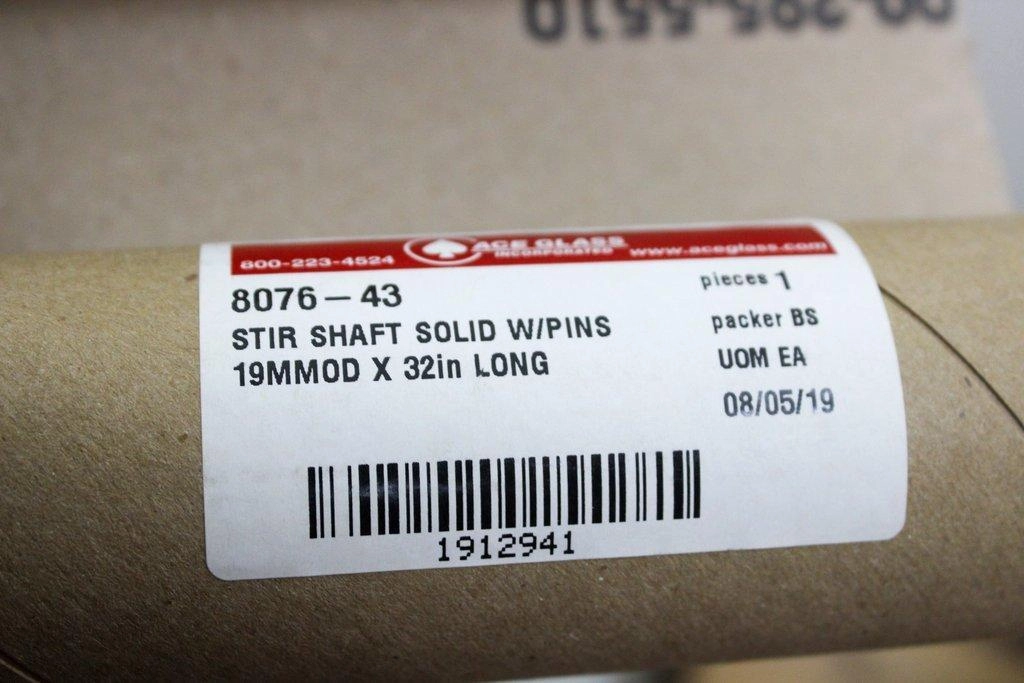 800-223-4524 ACE GLASS INCORPORATED www.aceglass.com
8076-43
STIR SHAFT SOLID W/PINS
19MMOD X 32in LONG
pieces 1
packer BS
UOM EA
08/05/19
1912941